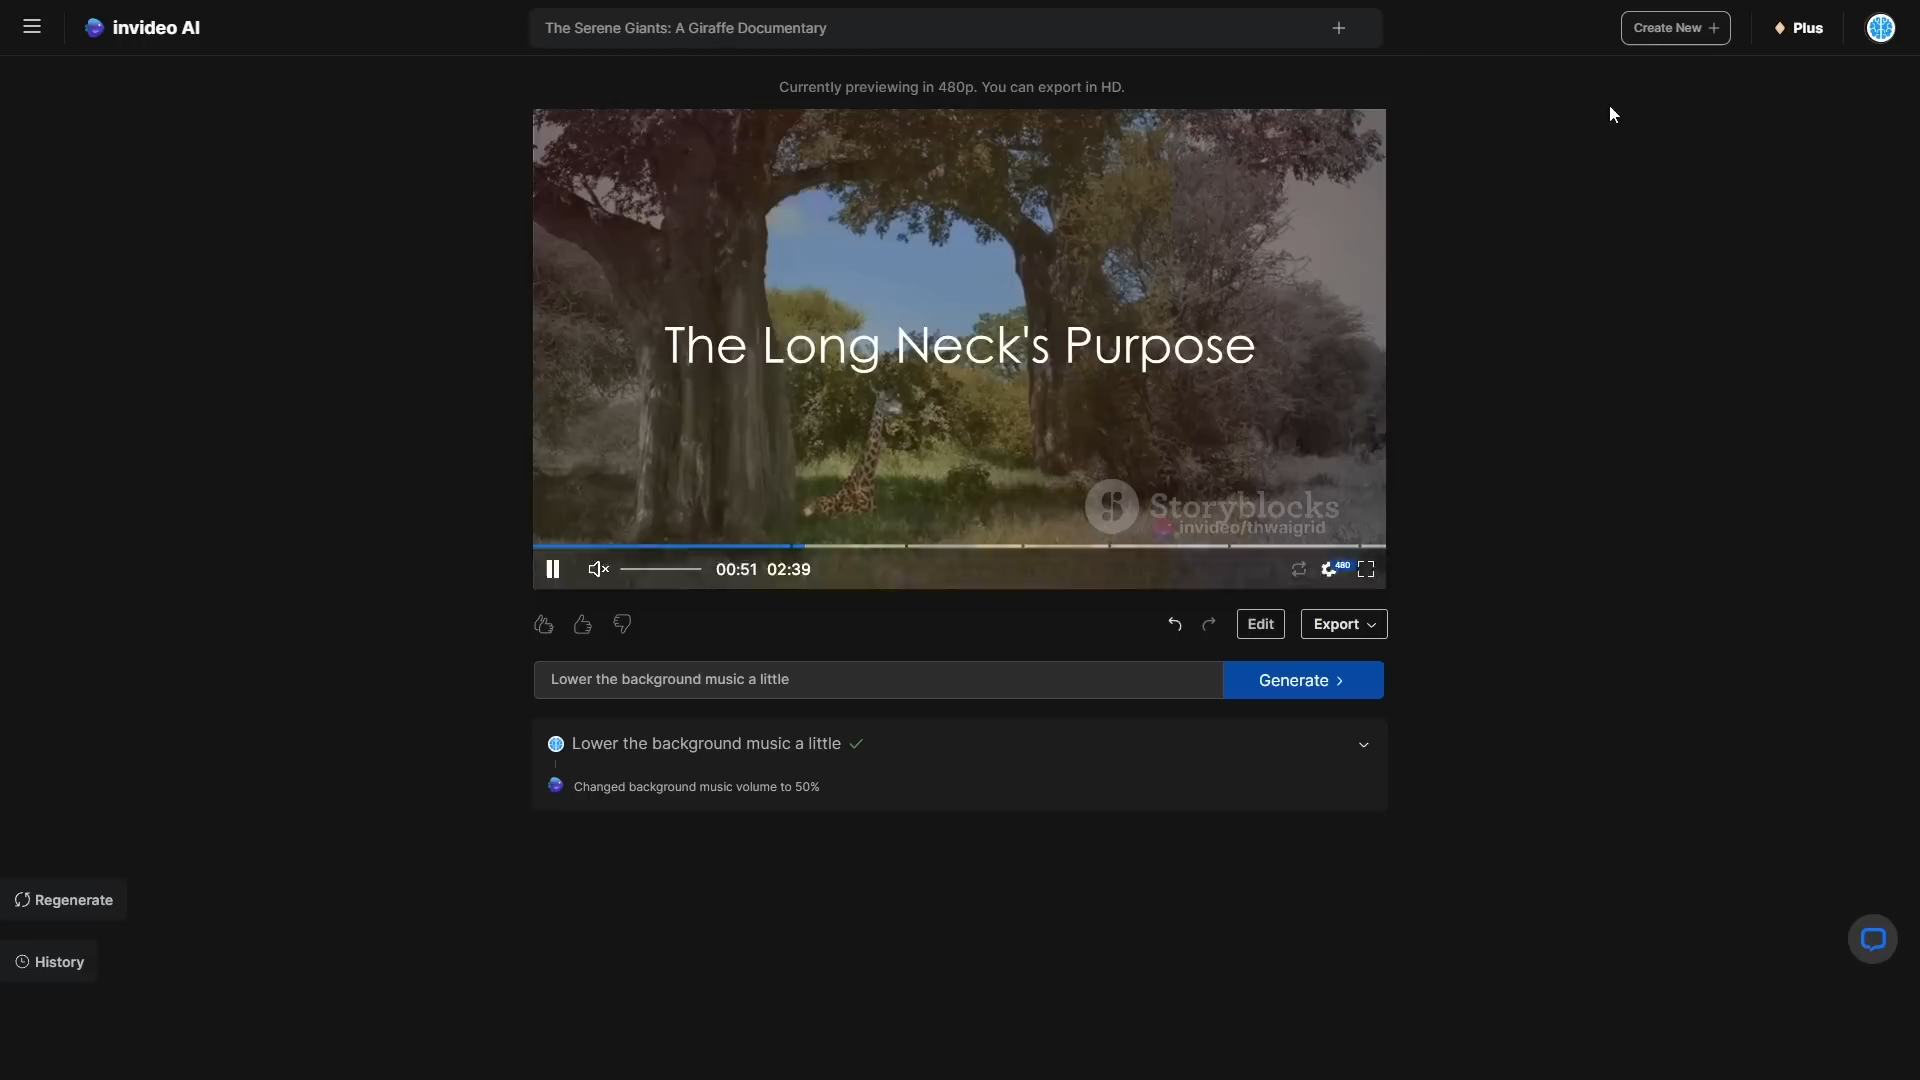 invideo AI
The Serene Giants: A Giraffe Documentary
Create New
Plus
Currently previewing in 480p. You can export in HD.
The Long Neck's Purpose
Storyblocks
invideo/thwaigrid
00:51 02:39
480
Edit
Export
Lower the background music a little
Generate
Lower the background music a little
Changed background music volume to 50%
Regenerate
History